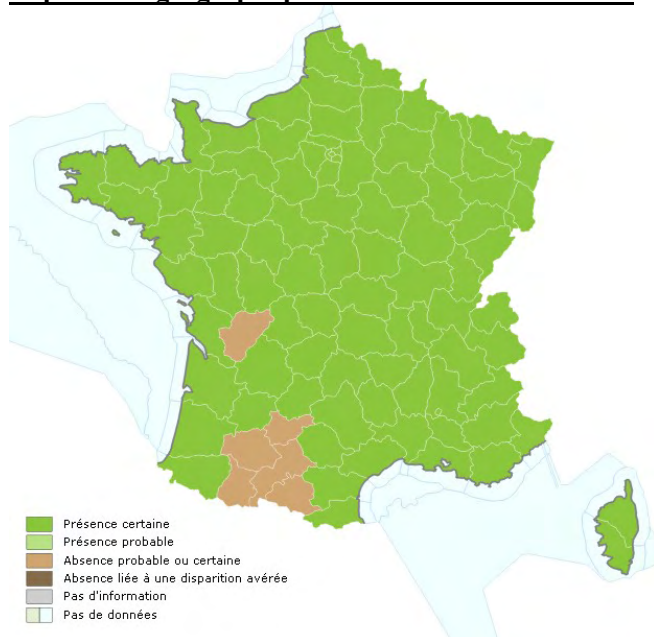 Présence certaine
Présence probable
Absence probable ou certaine
Absence liée à une disparition avérée
Pas d'information
Pas de données